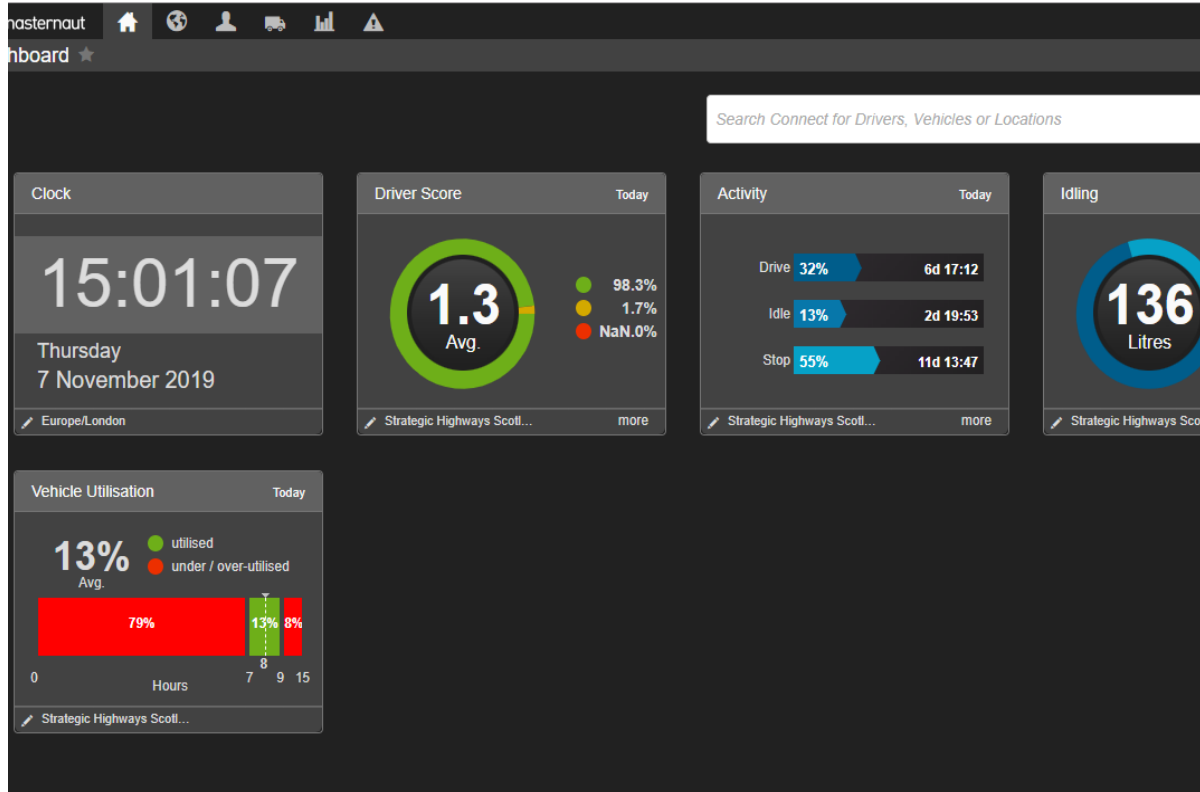 masternaut
hboard
Search Connect for Drivers, Vehicles or Locations
Clock
15:01:07
Thursday
7 November 2019
Europe/London
Driver Score Today
1.3
Avg.
98.3%
1.7%
NaN.0%
Strategic Highways Scotl... more
Activity Today
Drive 32% 6d 17:12
Idle 13% 2d 19:53
Stop 55% 11d 13:47
Strategic Highways Scotl... more
Idling
136
Litres
Strategic Highways Sco
Vehicle Utilisation Today
13%
Avg.
utilised
under / over-utilised
79% 13% 8%
8
0 7 9 15
Hours
Strategic Highways Scotl...